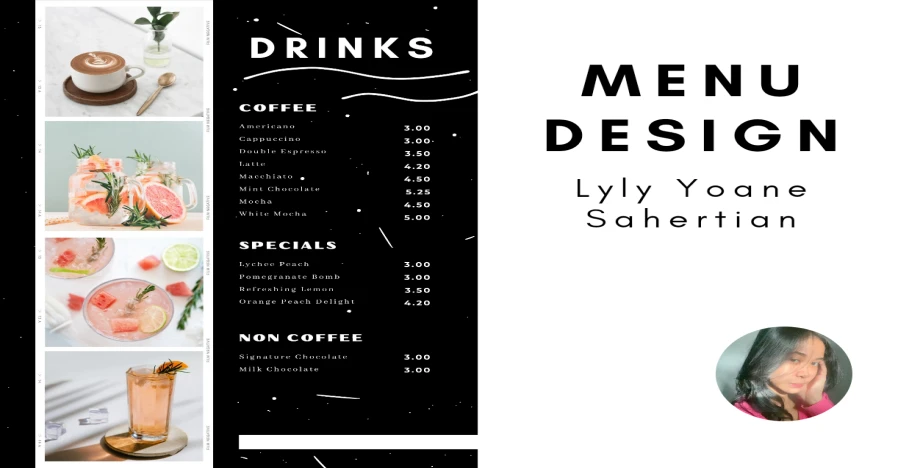 DRINKS
COFFEE
Americano 3.00
Cappuccino 3.00
Double Espresso 3.50
Latte 4.20
Macchiato 4.50
Mint Chocolate 5.25
Mocha 4.50
White Mocha 5.00
SPECIALS
Lychee Peach 3.00
Pomegranate Bomb 3.00
Refreshing Lemon 3.50
Orange Peach Delight 4.20
NON COFFEE
Signature Chocolate 3.00
Milk Chocolate 3.00
MENU
DESIGN
Lyly Yoane
Sahertian